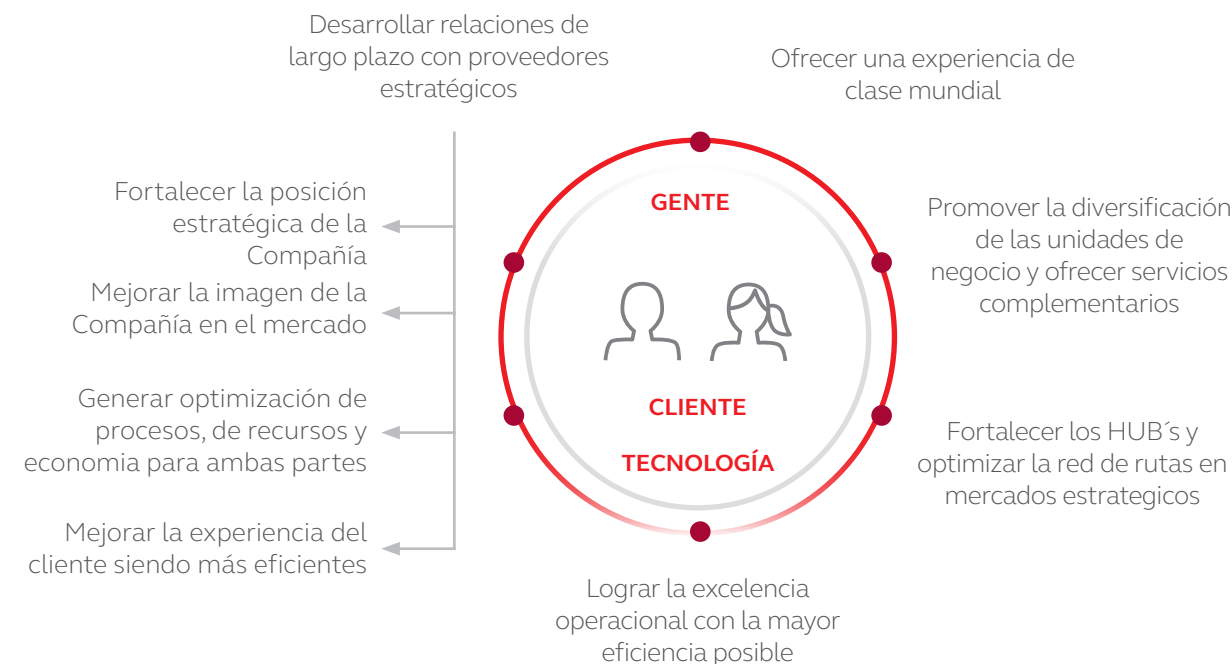 Desarrollar relaciones de
largo plazo con proveedores
estratégicos
Ofrecer una experiencia de
clase mundial
Fortalecer la posición
estratégica de la
Compañía
Mejorar la imagen de la
Compañía en el mercado
Generar optimización de
procesos, de recursos y
economia para ambas partes
Mejorar la experiencia del
cliente siendo más eficientes
GENTE
CLIENTE
TECNOLOGÍA
Promover la diversificación
de las unidades de
negocio y ofrecer servicios
complementarios
Fortalecer los HUB´s y
optimizar la red de rutas en
mercados estrategicos
Lograr la excelencia
operacional con la mayor
eficiencia posible